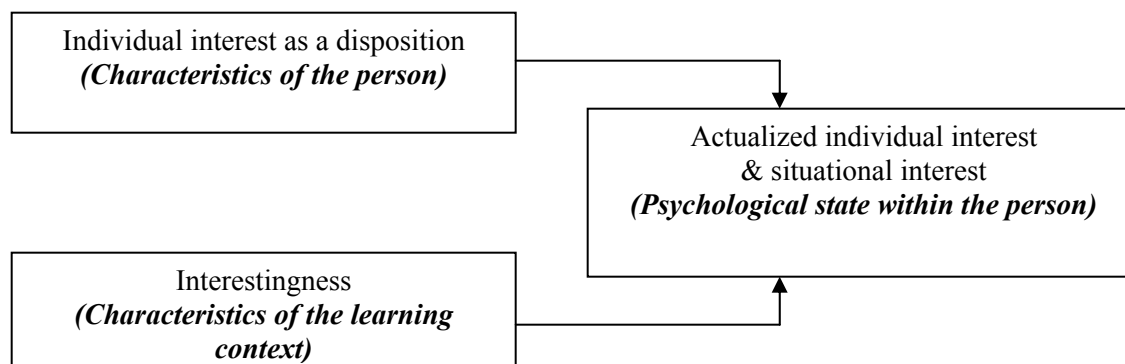 Individual interest as a disposition
(Characteristics of the person)
Actualized individual interest
& situational interest
(Psychological state within the person)
Interestingness
(Characteristics of the learning
context)